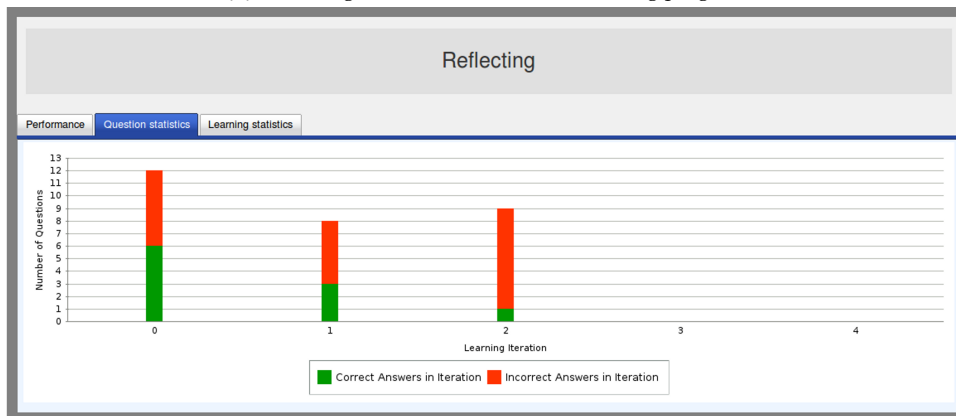 Reflecting
Performance Question statistics Learning statistics
13
12
11
10
9
8
7
6
5
4
3
2
1
0
Number of Questions
0 1 2 3 4
Learning Iteration
Correct Answers in Iteration Incorrect Answers in Iteration